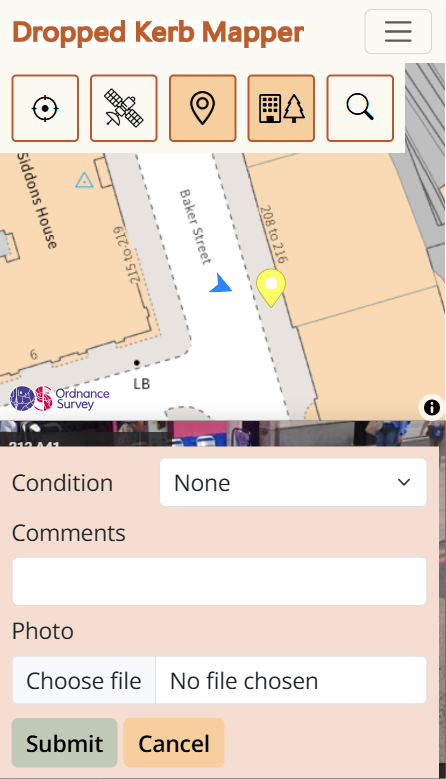 Dropped Kerb Mapper
Siddons House
Baker Street
208 to 216
215 to 219
6
LB
Ordnance
Survey
Condition
None
Comments
Photo
Choose file
No file chosen
Submit
Cancel